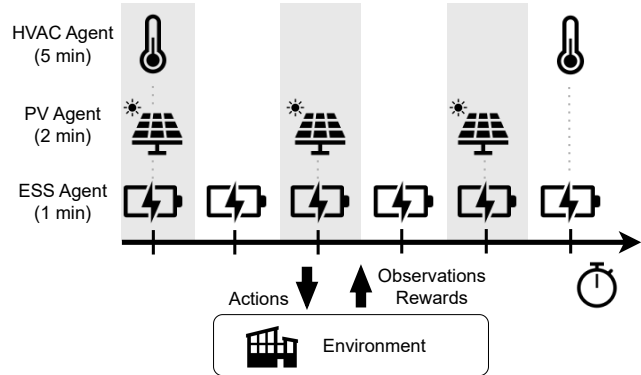 HVAC Agent
(5 min)
PV Agent
(2 min)
ESS Agent
(1 min)
Actions
Observations
Rewards
Environment